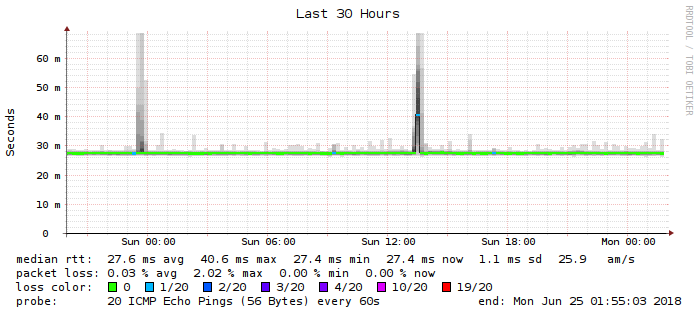 Last 30 Hours
RRDTOOL / TOBI OETIKER
Seconds
60 m
50 m
40 m
30 m
20 m
10 m
0
Sun 00:00 Sun 06:00 Sun 12:00 Sun 18:00 Mon 00:00
median rtt: 27.6 ms avg 40.6 ms max 27.4 ms min 27.4 ms now 1.1 ms sd 25.9 am/s
packet loss: 0.03 % avg 2.02 % max 0.00 % min 0.00 % now
loss color: 0 1/20 2/20 3/20 4/20 10/20 19/20
probe: 20 ICMP Echo Pings (56 Bytes) every 60s end: Mon Jun 25 01:55:03 2018